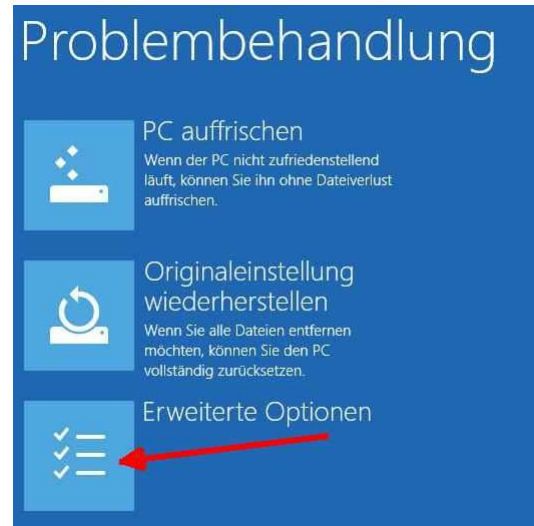 Problembehandlung
PC auffrischen
Wenn der PC nicht zufriedenstellend
läuft, können Sie ihn ohne Dateiverlust
auffrischen.
Originaleinstellung
wiederherstellen
Wenn Sie alle Dateien entfernen
möchten, können Sie den PC
vollständig zurücksetzen.
Erweiterte Optionen